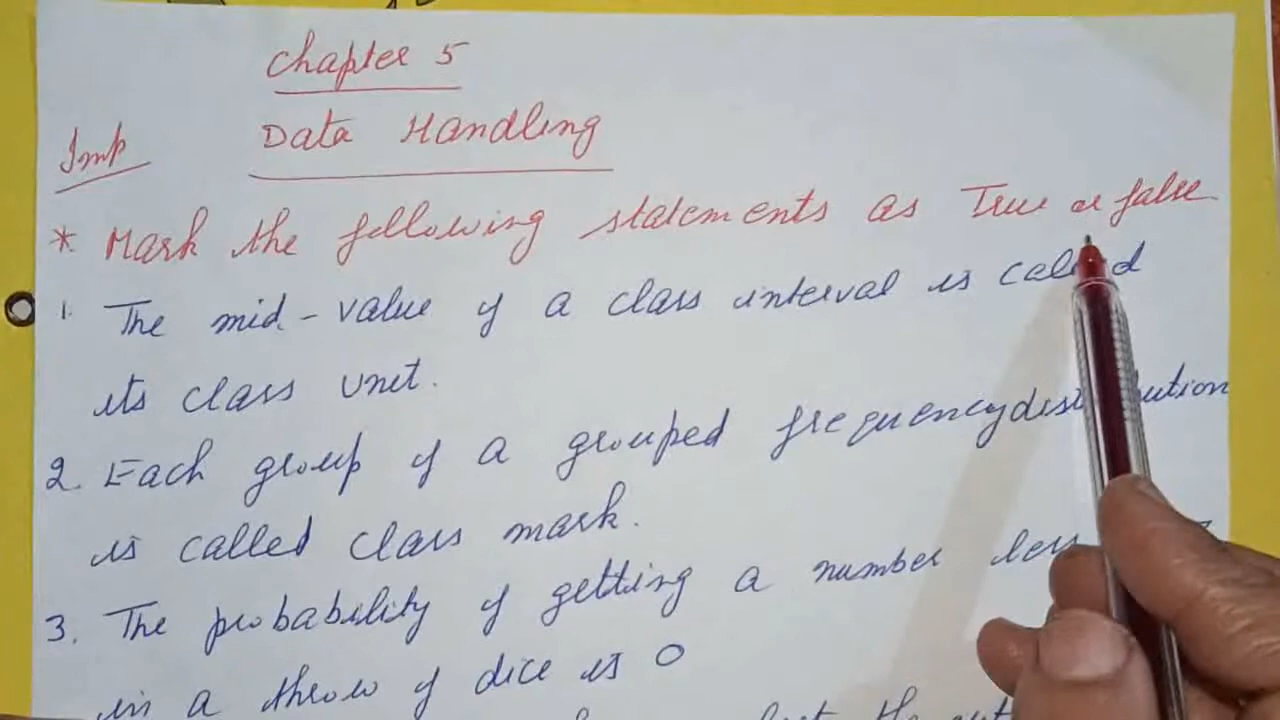 Chapter 5
Data Handling
Imp
* Mark the following statements as True or false
1. The mid-value of a class interval is called
its class unit.
2. Each group of a grouped frequency distribution
is called class mark.
3. The probability of getting a number less
in a throw of dice is 0